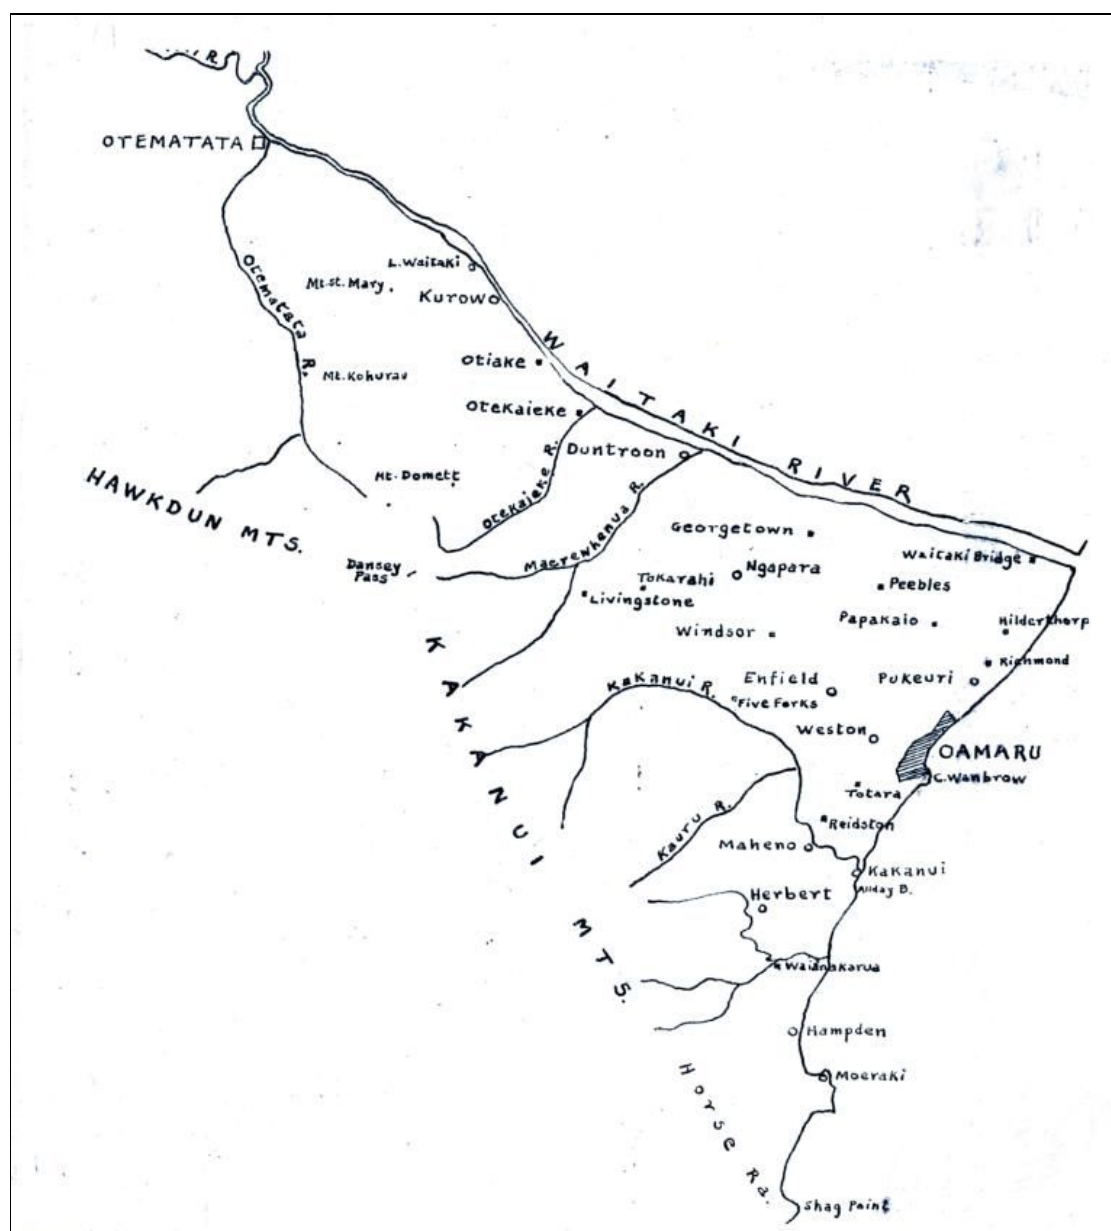 R.
OTEMATATA
Otematata R.
L. Waitaki
Mt. St. Mary
Kurowo
WAITAKI RIVER
Otiake
Mt. Kohurau
Otekaieke
Duntroon
Otekaieke R.
Mt. Domett
HAWKDUN MTS.
Maerewhenua R.
Georgetown
Waitaki Bridge
Dansey
Pass
Ngapara
Tokarahi
Peebles
Livingstone
Papakaio
Hilderthorp
Windsor
Richmond
KAKANUI MTS.
Kakanui R.
Enfield
Pukeuri
Five Forks
Weston
OAMARU
C. Wanbrow
Totara
Kauru R.
Reidston
Maheno
Kakanui
Allday B.
Herbert
Waianakarua
Hampden
Moeraki
Horse Ra.
Shag Point